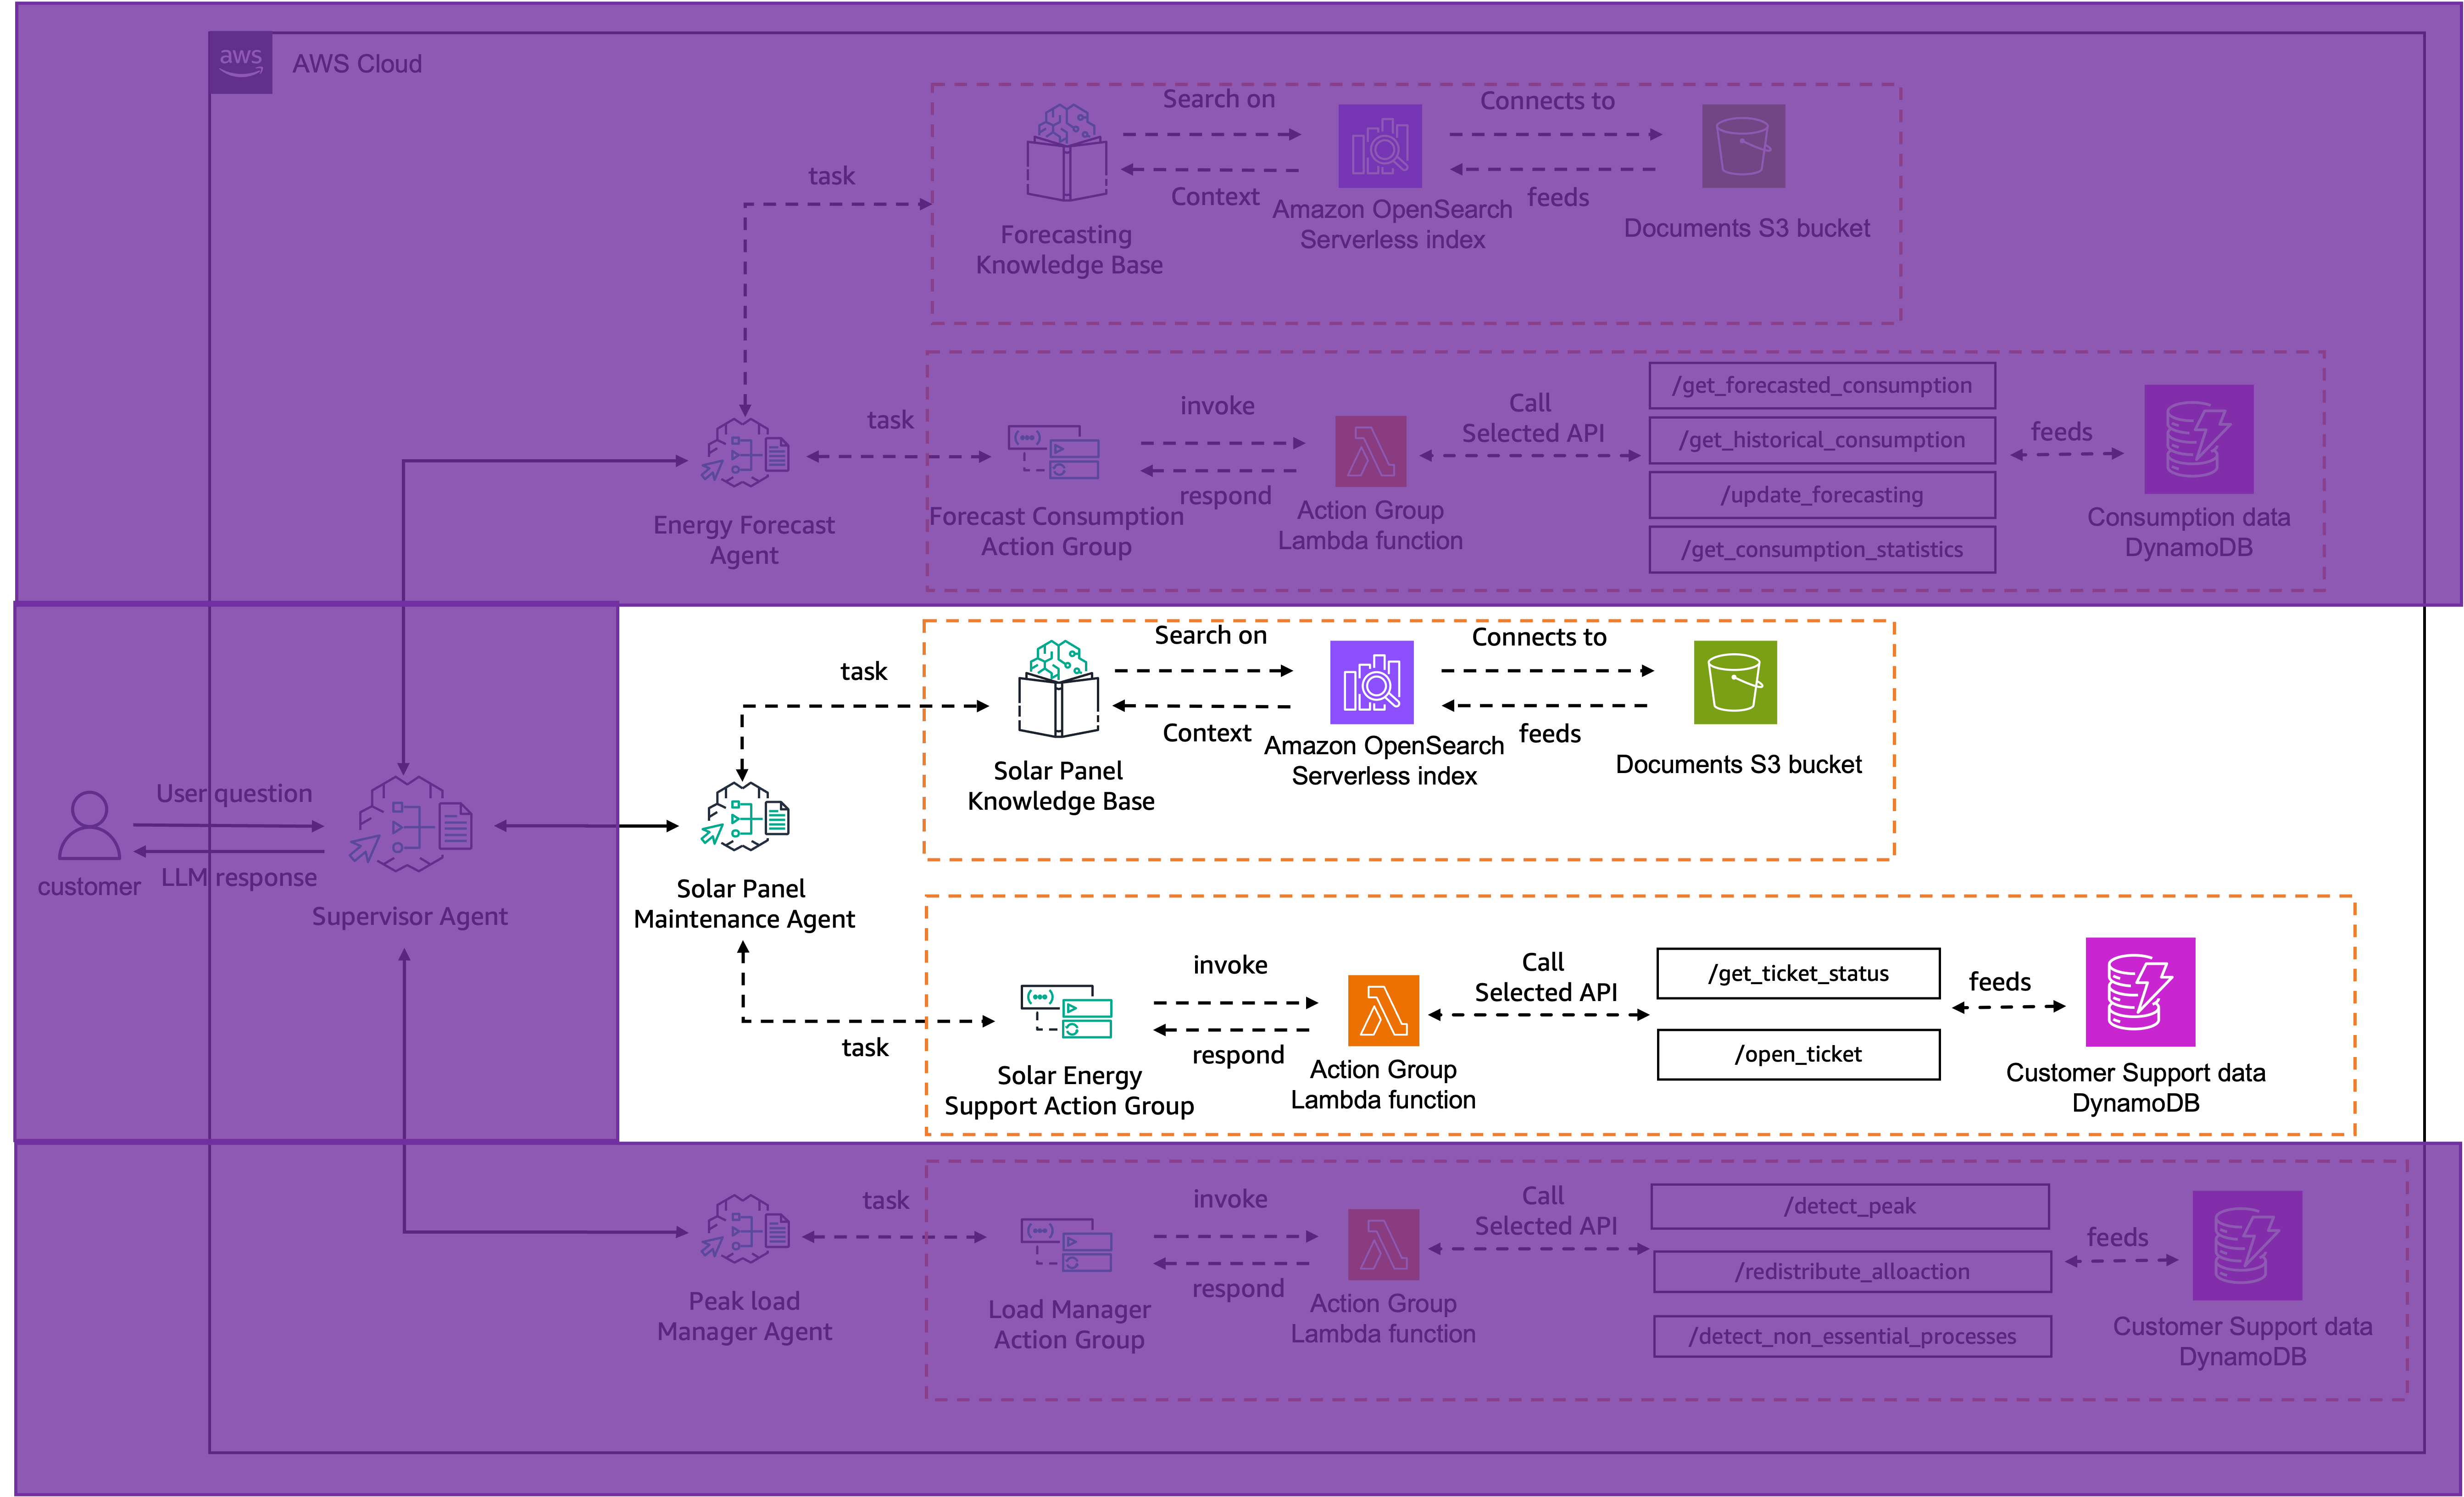 aws
AWS Cloud
Search on
Connects to
task
Context
feeds
Amazon OpenSearch
Serverless index
Documents S3 bucket
Forecasting
Knowledge Base
/get_forecasted_consumption
invoke
Call
Selected API
task
/get_historical_consumption
feeds
respond
/update_forecasting
Energy Forecast
Agent
Forecast Consumption
Action Group
Action Group
Lambda function
/get_consumption_statistics
Consumption data
DynamoDB
Search on
Connects to
task
Context
feeds
Amazon OpenSearch
Serverless index
Documents S3 bucket
Solar Panel
Knowledge Base
User question
LLM response
customer
Supervisor Agent
Solar Panel
Maintenance Agent
invoke
Call
Selected API
/get_ticket_status
feeds
task
respond
/open_ticket
Solar Energy
Support Action Group
Action Group
Lambda function
Customer Support data
DynamoDB
task
invoke
Call
Selected API
/detect_peak
feeds
respond
/redistribute_alloaction
Peak load
Manager Agent
Load Manager
Action Group
Action Group
Lambda function
/detect_non_essential_processes
Customer Support data
DynamoDB